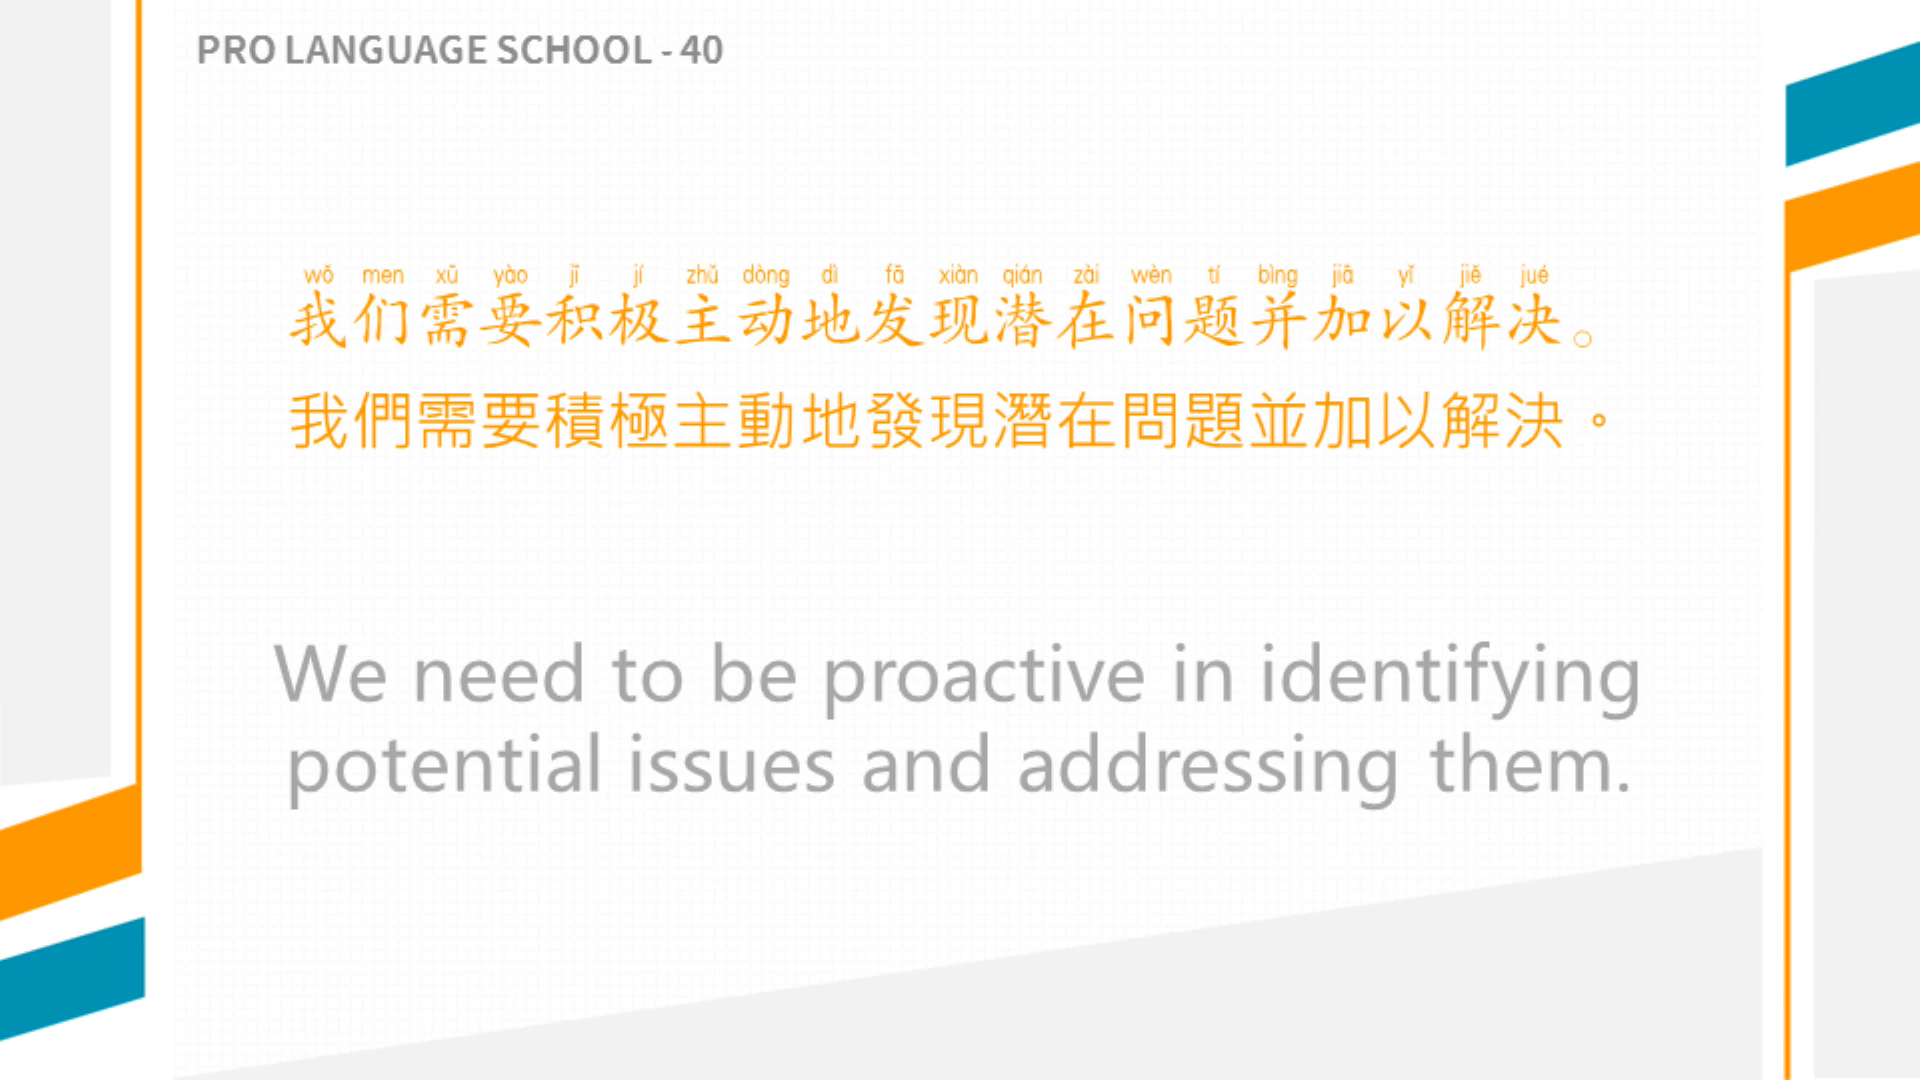 PRO LANGUAGE SCHOOL - 40
wǒ men xū yào jī jí zhǔ dòng dì fā xiàn qián zài wèn tí bìng jiā yǐ jiě jué
我们需要积极主动地发现潜在问题并加以解决。
我們需要積極主動地發現潛在問題並加以解決。
We need to be proactive in identifying
potential issues and addressing them.